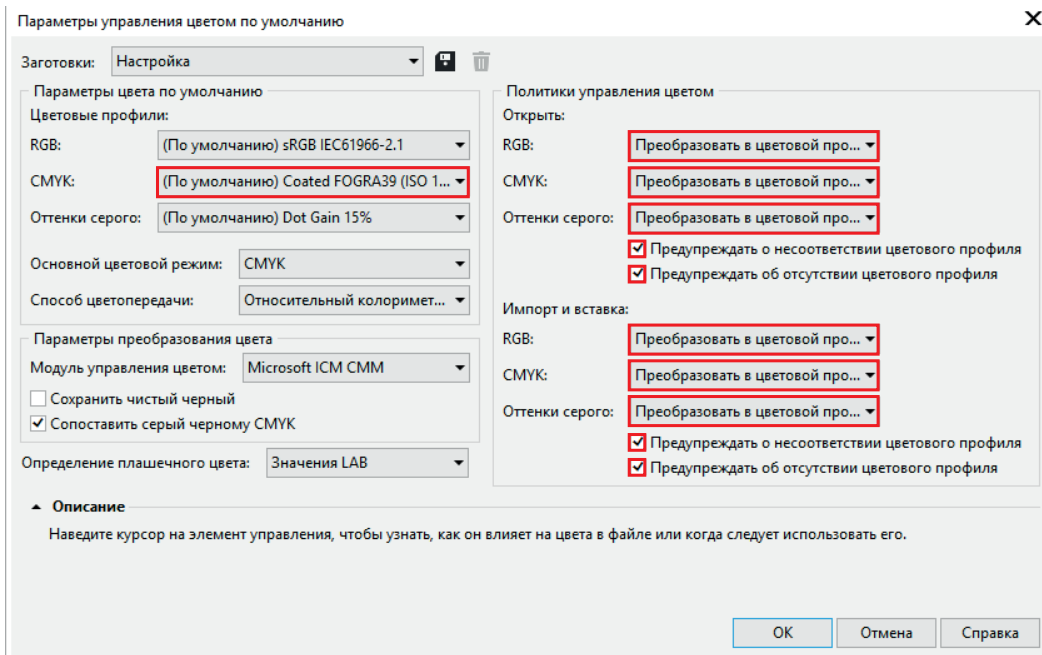 Параметры управления цветом по умолчанию
Заготовки: Настройка
Параметры цвета по умолчанию
Цветовые профили:
RGB: (По умолчанию) sRGB IEC61966-2.1
CMYK: (По умолчанию) Coated FOGRA39 (ISO 1...
Оттенки серого: (По умолчанию) Dot Gain 15%
Основной цветовой режим: CMYK
Способ цветопередачи: Относительный колоримет...
Параметры преобразования цвета
Модуль управления цветом: Microsoft ICM CMM
Сохранить чистый черный
Сопоставить серый черному CMYK
Определение плашечного цвета: Значения LAB
Политики управления цветом
Открыть:
RGB: Преобразовать в цветовой про...
CMYK: Преобразовать в цветовой про...
Оттенки серого: Преобразовать в цветовой про...
Предупреждать о несоответствии цветового профиля
Предупреждать об отсутствии цветового профиля
Импорт и вставка:
RGB: Преобразовать в цветовой про...
CMYK: Преобразовать в цветовой про...
Оттенки серого: Преобразовать в цветовой про...
Предупреждать о несоответствии цветового профиля
Предупреждать об отсутствии цветового профиля
Описание
Наведите курсор на элемент управления, чтобы узнать, как он влияет на цвета в файле или когда следует использовать его.
OK Отмена Справка